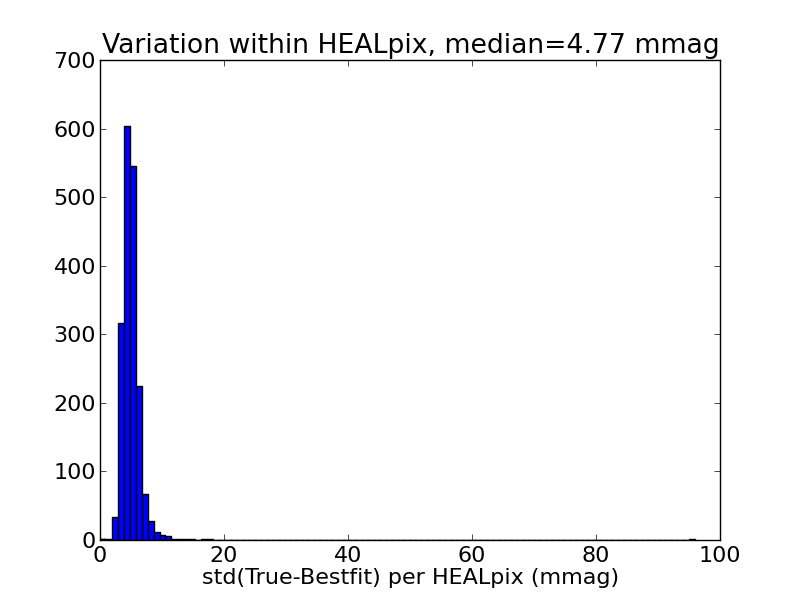 Variation within HEALpix, median=4.77 mmag
700
600
500
400
300
200
100
0
0 20 40 60 80 100
std(True-Bestfit) per HEALpix (mmag)